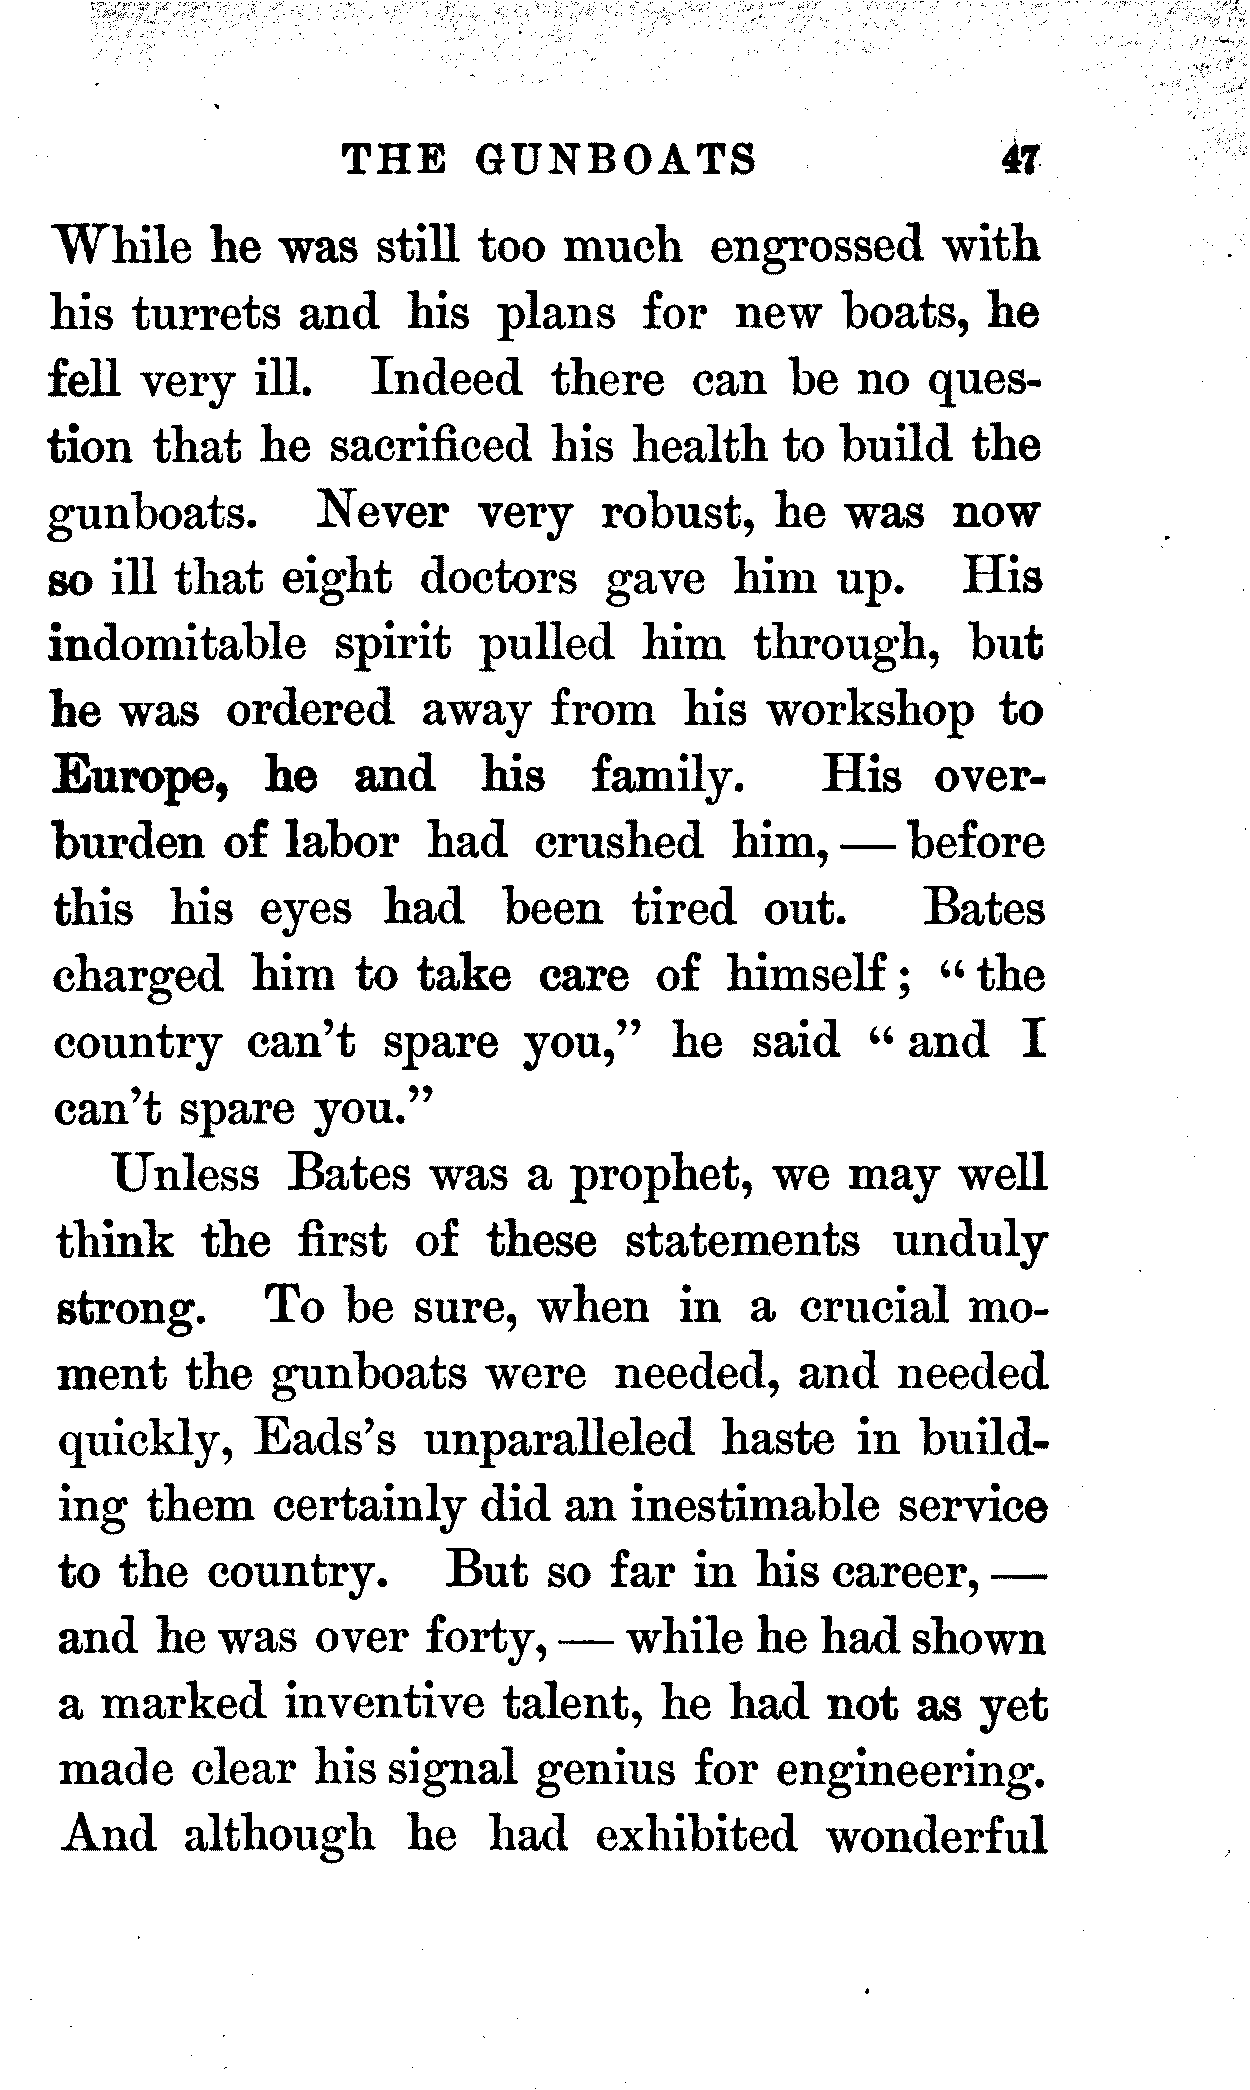 THE GUNBOATS 47
While he was still too much engrossed with
his turrets and his plans for new boats, he
fell very ill. Indeed there can be no ques-
tion that he sacrificed his health to build the
gunboats. Never very robust, he was now
so ill that eight doctors gave him up. His
indomitable spirit pulled him through, but
he was ordered away from his workshop to
Europe, he and his family. His over-
burden of labor had crushed him, — before
this his eyes had been tired out. Bates
charged him to take care of himself; "the
country can't spare you," he said "and I
can't spare you."
Unless Bates was a prophet, we may well
think the first of these statements unduly
strong. To be sure, when in a crucial mo-
ment the gunboats were needed, and needed
quickly, Eads's unparalleled haste in build-
ing them certainly did an inestimable service
to the country. But so far in his career, —
and he was over forty, — while he had shown
a marked inventive talent, he had not as yet
made clear his signal genius for engineering.
And although he had exhibited wonderful